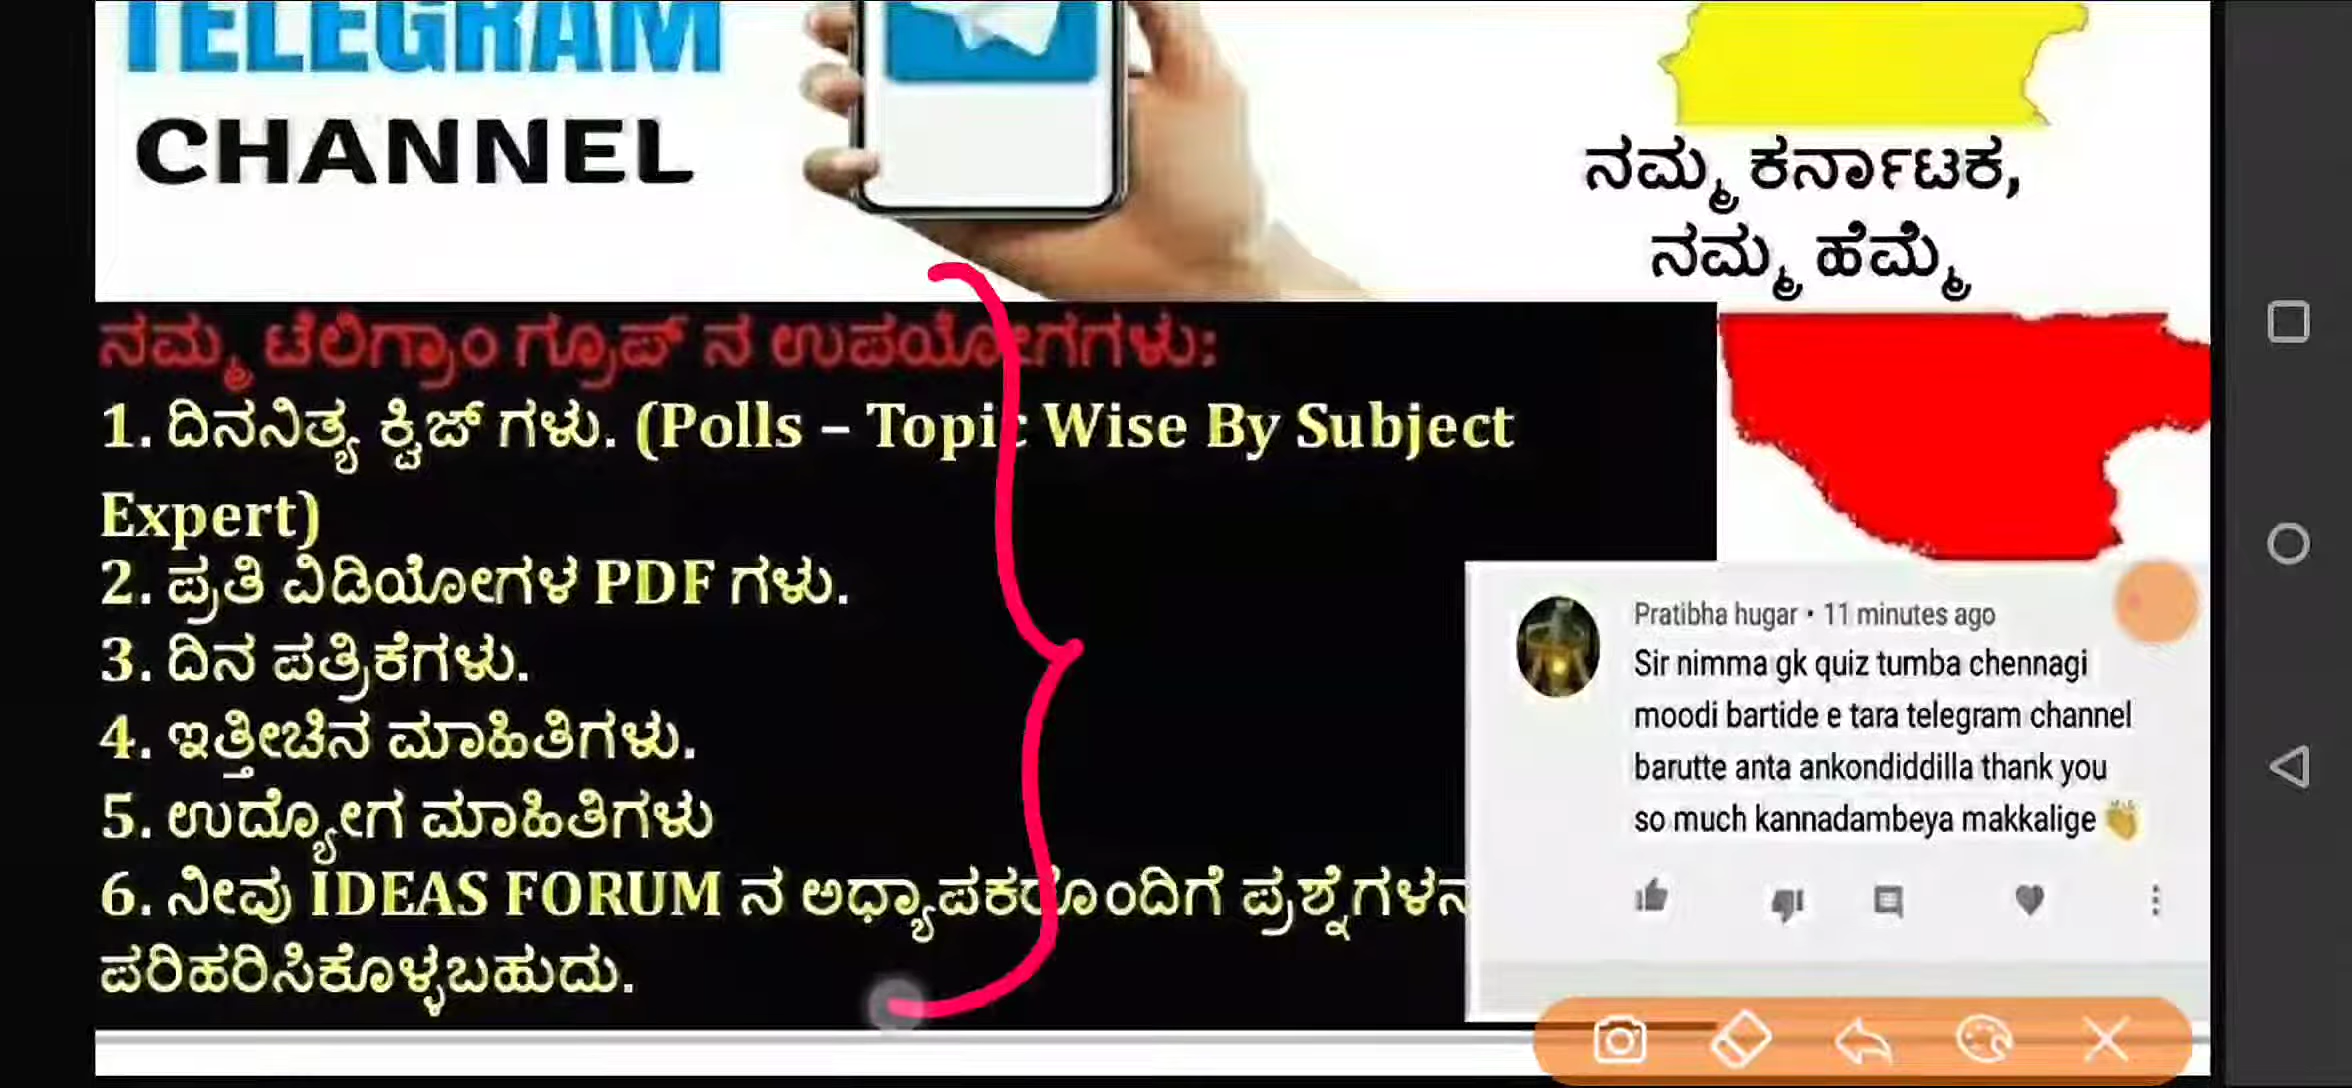 TELEGRAM
CHANNEL
ನಮ್ಮ ಕರ್ನಾಟಕ,
ನಮ್ಮ ಹೆಮ್ಮೆ
ನಮ್ಮ ಟೆಲಿಗ್ರಾಂ ಗ್ರೂಪ್ ನ ಉಪಯೋಗಗಳು:
1. ದಿನನಿತ್ಯ ಕ್ವಿಜ್ ಗಳು. (Polls – Topic Wise By Subject
Expert)
2. ಪ್ರತಿ ವಿಡಿಯೋಗಳ PDF ಗಳು.
3. ದಿನ ಪತ್ರಿಕೆಗಳು.
4. ಇತ್ತೀಚಿನ ಮಾಹಿತಿಗಳು.
5. ಉದ್ಯೋಗ ಮಾಹಿತಿಗಳು
6. ನೀವು IDEAS FORUM ನ ಅಧ್ಯಾಪಕರೊಂದಿಗೆ
ಪರಿಹರಿಸಿಕೊಳ್ಳಬಹುದು.
Pratibha hugar • 11 minutes ago
Sir nimma gk quiz tumba chennagi
moodi bartide e tara telegram channel
barutte anta ankondiddilla thank you
so much kannadambeya makkalige 👏